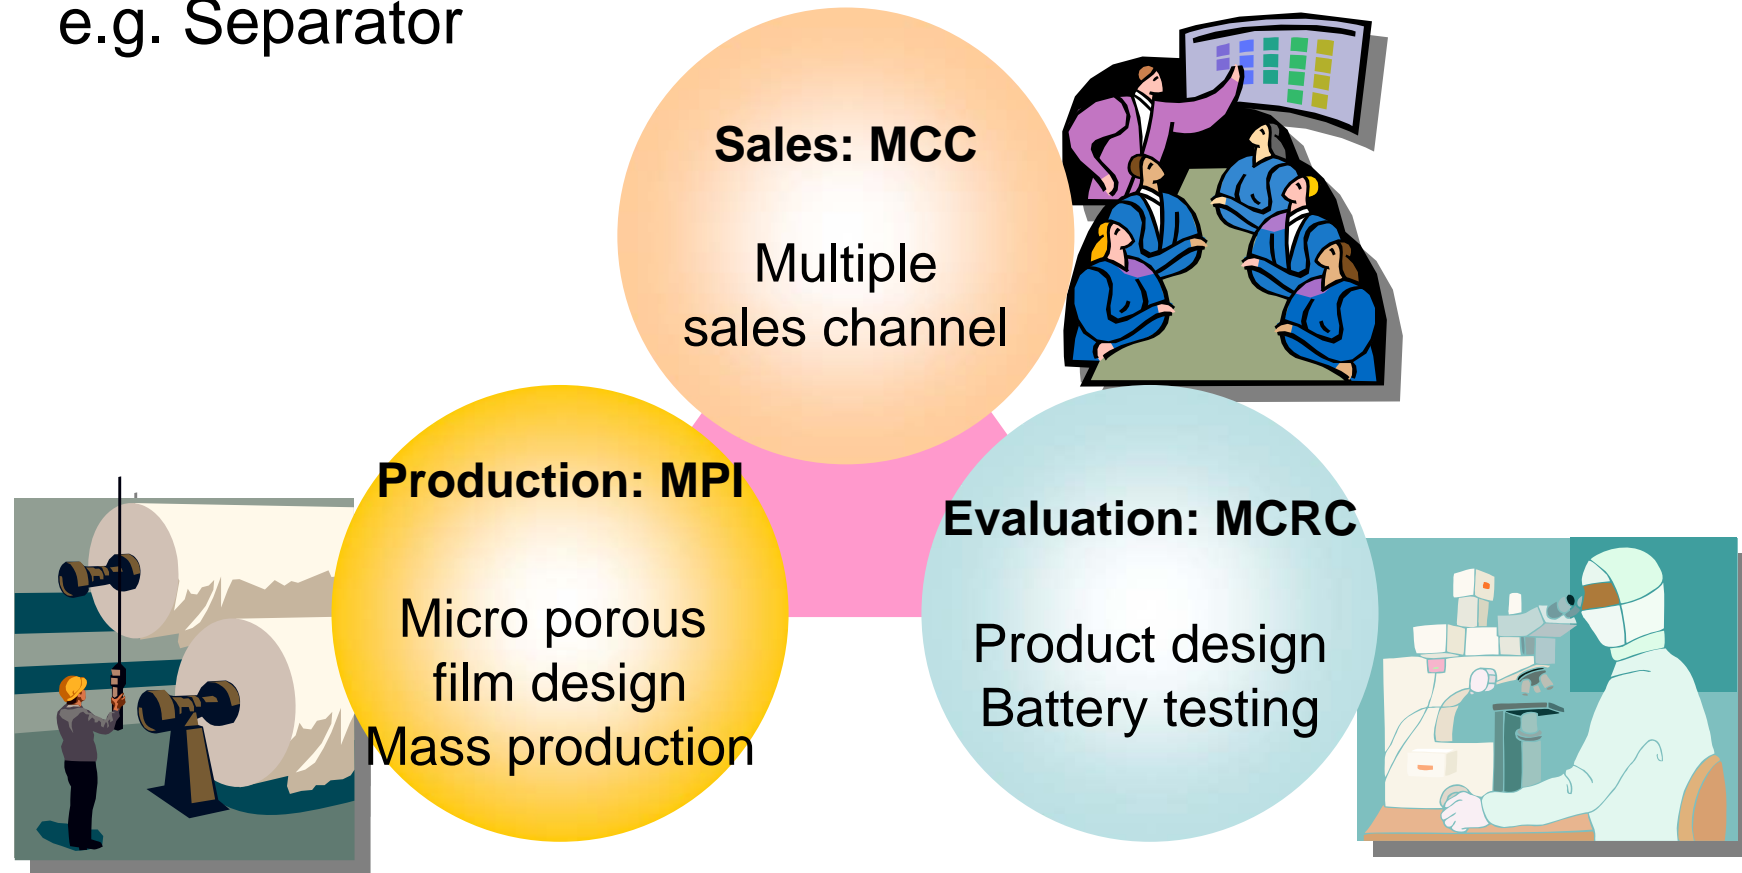 e.g. Separator
Sales: MCC
Multiple
sales channel
Production: MPI
Micro porous
film design
Mass production
Evaluation: MCRC
Product design
Battery testing